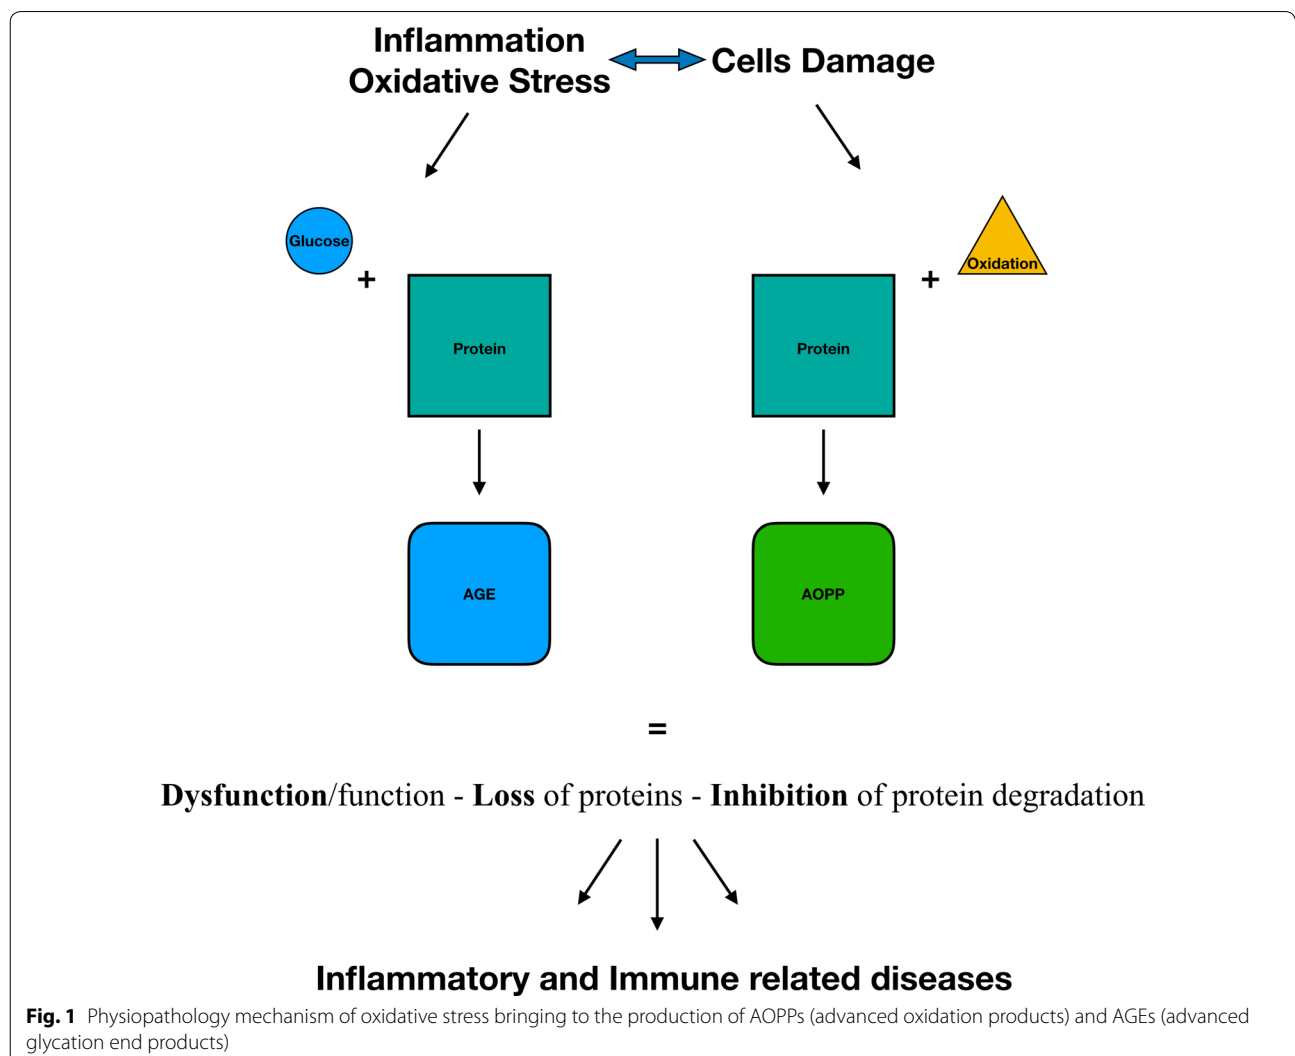 Inflammation
Oxidative Stress
Cells Damage
Glucose
+
Protein
Protein
+
Oxidation
AGE
AOPP
=
Dysfunction/function - Loss of proteins - Inhibition of protein degradation
Inflammatory and Immune related diseases
Fig. 1 Physiopathology mechanism of oxidative stress bringing to the production of AOPPs (advanced oxidation products) and AGEs (advanced
glycation end products)